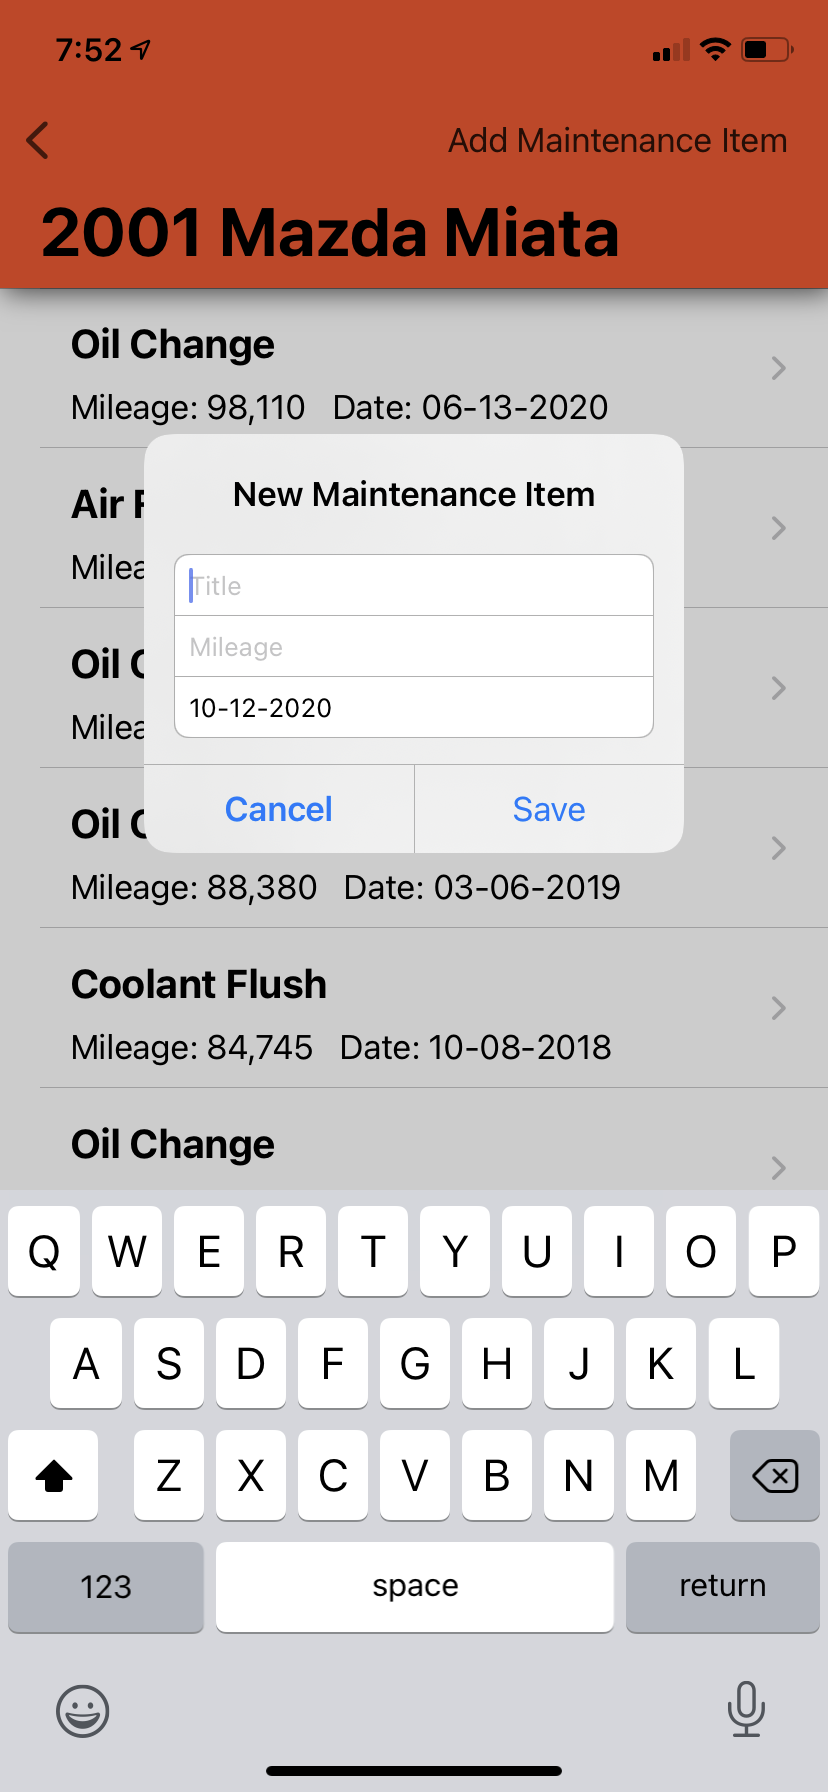 7:52
Add Maintenance Item
2001 Mazda Miata
Oil Change
Mileage: 98,110 Date: 06-13-2020
Air
New Maintenance Item
Title
Mileage
10-12-2020
Cancel Save
Oil
Oil
Mileage: 88,380 Date: 03-06-2019
Coolant Flush
Mileage: 84,745 Date: 10-08-2018
Oil Change
Q W E R T Y U I O P
A S D F G H J K L
Z X C V B N M
123 space return